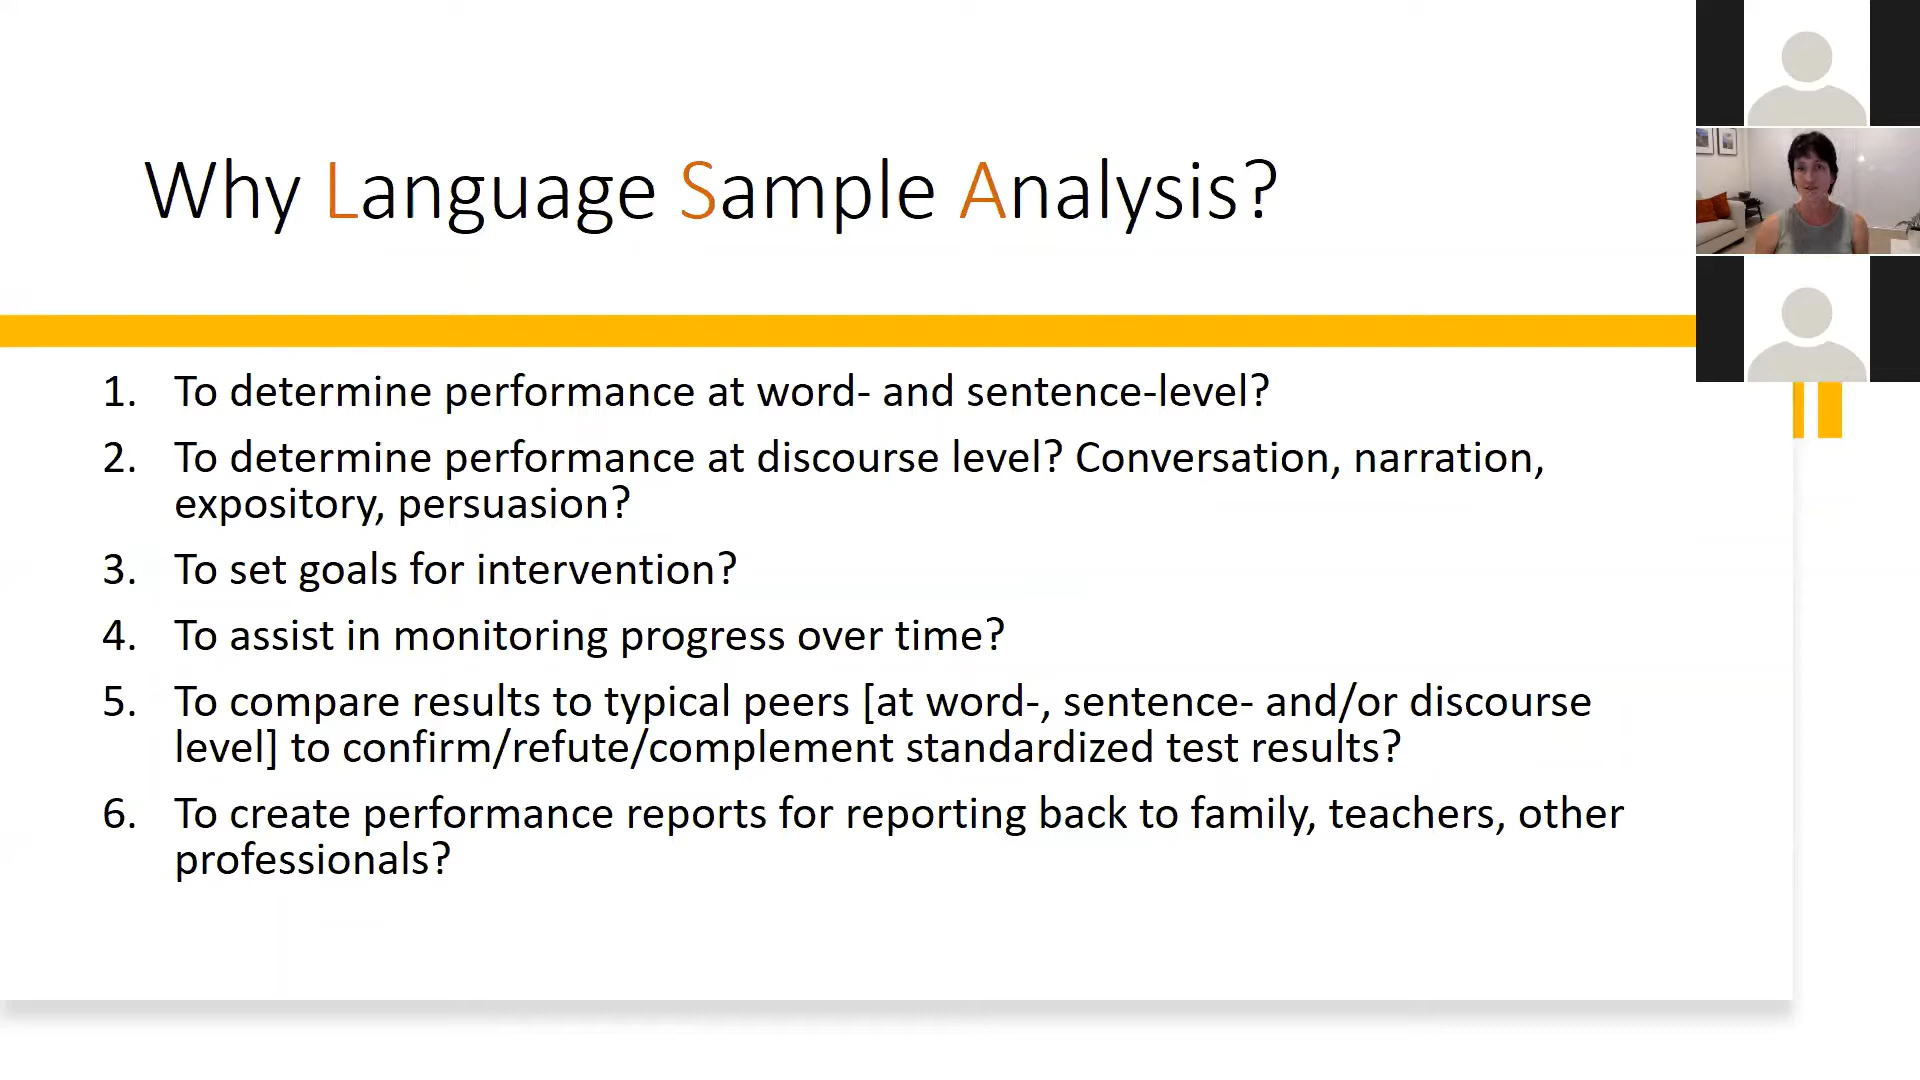 Why Language Sample Analysis?
1. To determine performance at word- and sentence-level?
2. To determine performance at discourse level? Conversation, narration,
expository, persuasion?
3. To set goals for intervention?
4. To assist in monitoring progress over time?
5. To compare results to typical peers [at word-, sentence- and/or discourse
level] to confirm/refute/complement standardized test results?
6. To create performance reports for reporting back to family, teachers, other
professionals?